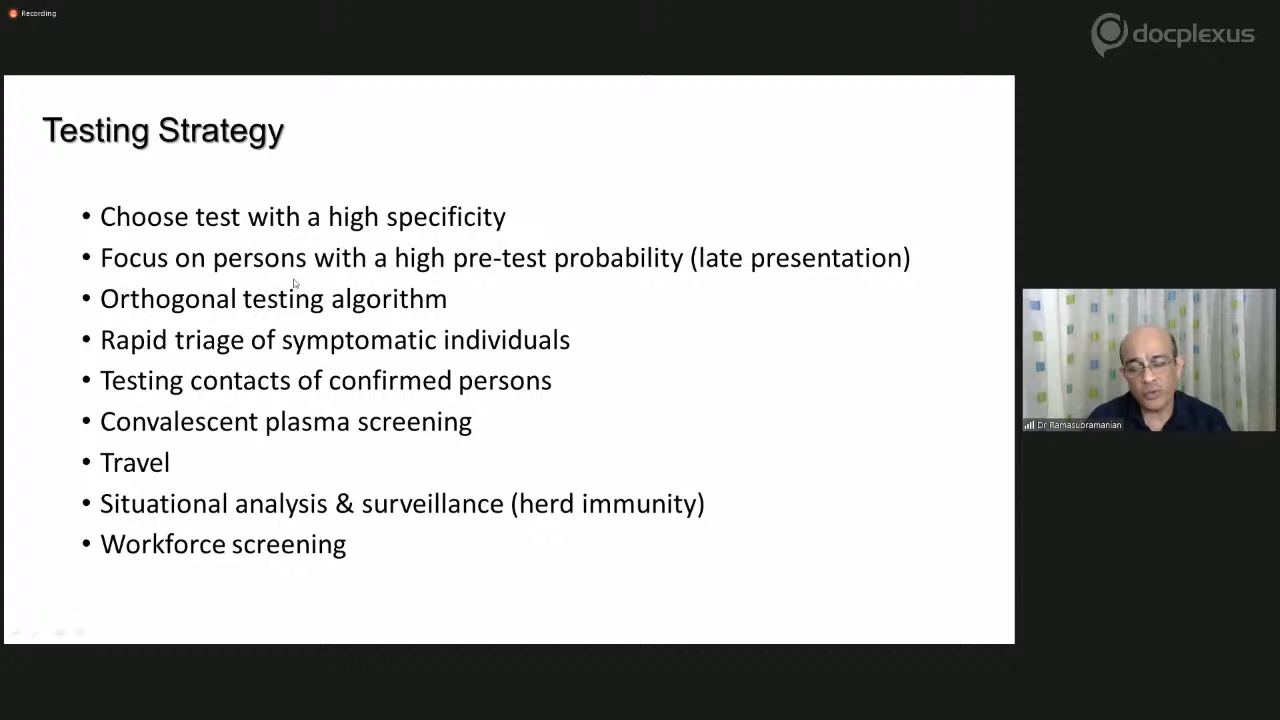 Recording
docplexus
Testing Strategy
• Choose test with a high specificity
• Focus on persons with a high pre-test probability (late presentation)
• Orthogonal testing algorithm
• Rapid triage of symptomatic individuals
• Testing contacts of confirmed persons
• Convalescent plasma screening
• Travel
• Situational analysis & surveillance (herd immunity)
• Workforce screening
Dr Ramasubramanian